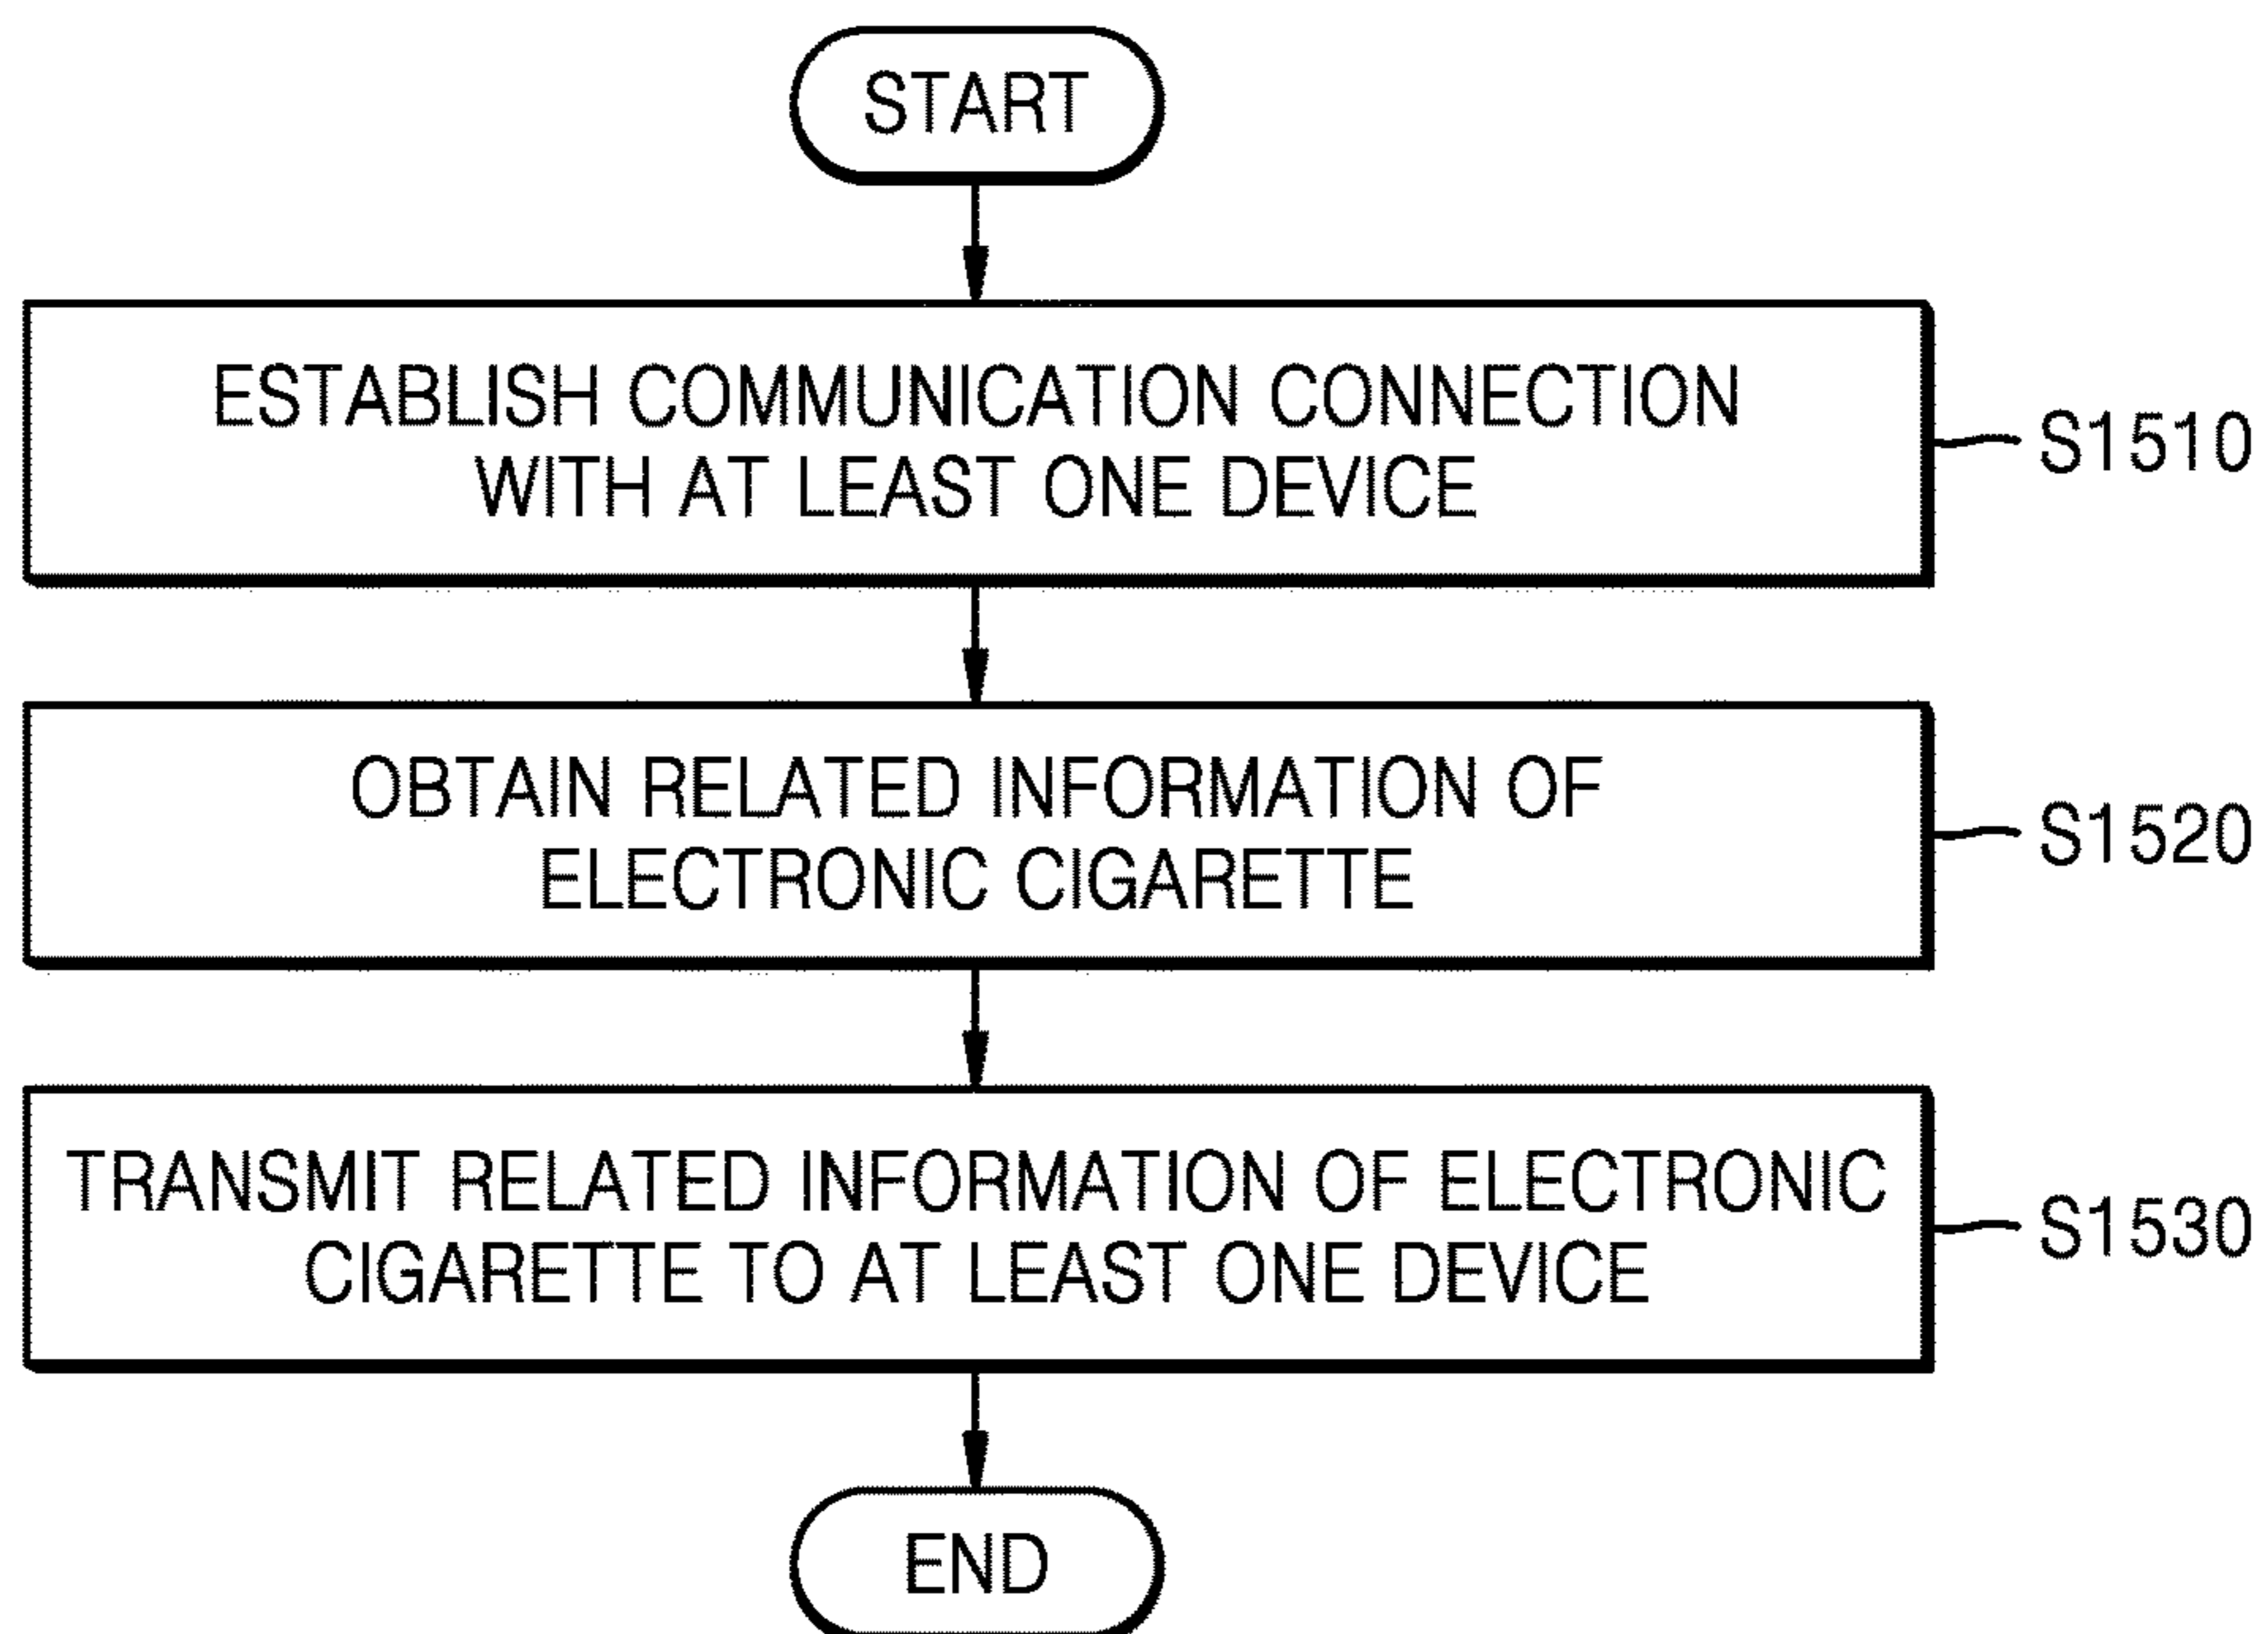 START
ESTABLISH COMMUNICATION CONNECTION
WITH AT LEAST ONE DEVICE
S1510
OBTAIN RELATED INFORMATION OF
ELECTRONIC CIGARETTE
S1520
TRANSMIT RELATED INFORMATION OF ELECTRONIC
CIGARETTE TO AT LEAST ONE DEVICE
S1530
END